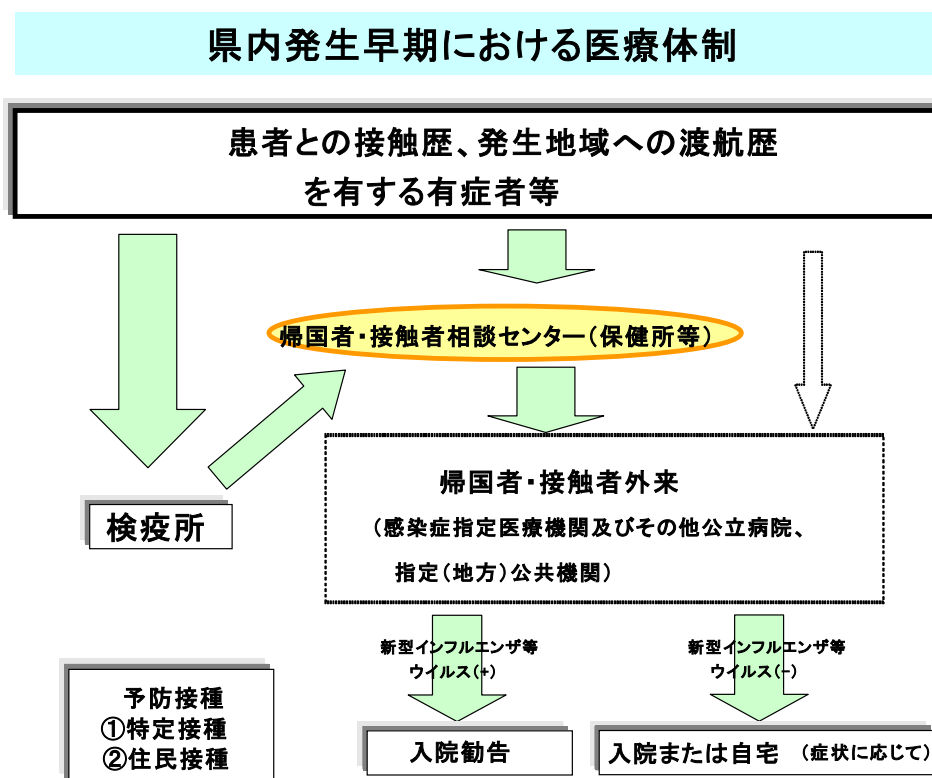 県内発生早期における医療体制
患者との接触歴、発生地域への渡航歴
を有する有症者等
帰国者・接触者相談センター(保健所等)
検疫所
帰国者・接触者外来
(感染症指定医療機関及びその他公立病院、
指定(地方)公共機関)
新型インフルエンザ等
ウイルス(+)
新型インフルエンザ等
ウイルス(-)
予防接種
①特定接種
②住民接種
入院勧告
入院または自宅 (症状に応じて)